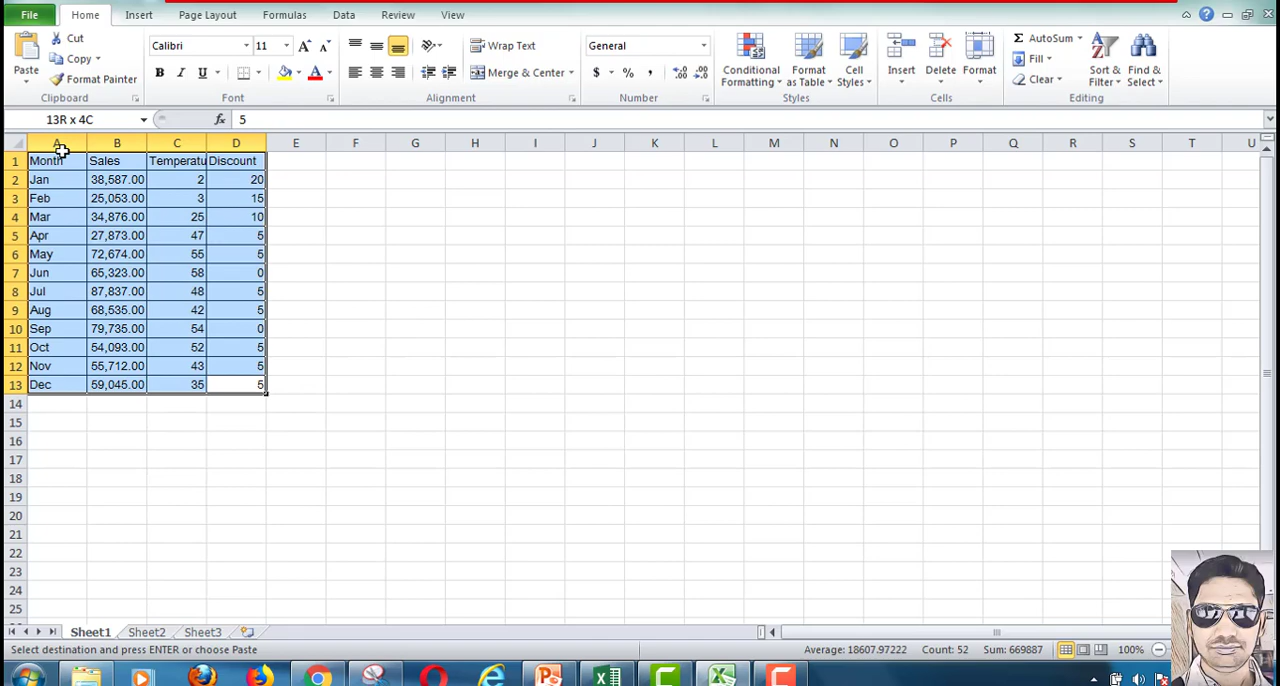 File Home Insert Page Layout Formulas Data Review View
Paste Cut Copy Format Painter Calibri 11 A A B I U A Wrap Text Merge & Center General $ % , Conditional Formatting Format as Table Cell Styles Insert Delete Format Σ AutoSum Fill Clear Sort & Filter Find & Select
Clipboard Font Alignment Number Styles Cells Editing
13R x 4C fx 5
A B C D E F G H I J K L M N O P Q R S T U
1 Month Sales Temperatu Discount
2 Jan 38,587.00 2 20
3 Feb 25,053.00 3 15
4 Mar 34,876.00 25 10
5 Apr 27,873.00 47 5
6 May 72,674.00 55 5
7 Jun 65,323.00 58 0
8 Jul 87,837.00 48 5
9 Aug 68,535.00 42 5
10 Sep 79,735.00 54 0
11 Oct 54,093.00 52 5
12 Nov 55,712.00 43 5
13 Dec 59,045.00 35 5
14
15
16
17
18
19
20
21
22
23
24
25
Sheet1 Sheet2 Sheet3
Select destination and press ENTER or choose Paste Average: 18607.97222 Count: 52 Sum: 669887 100%